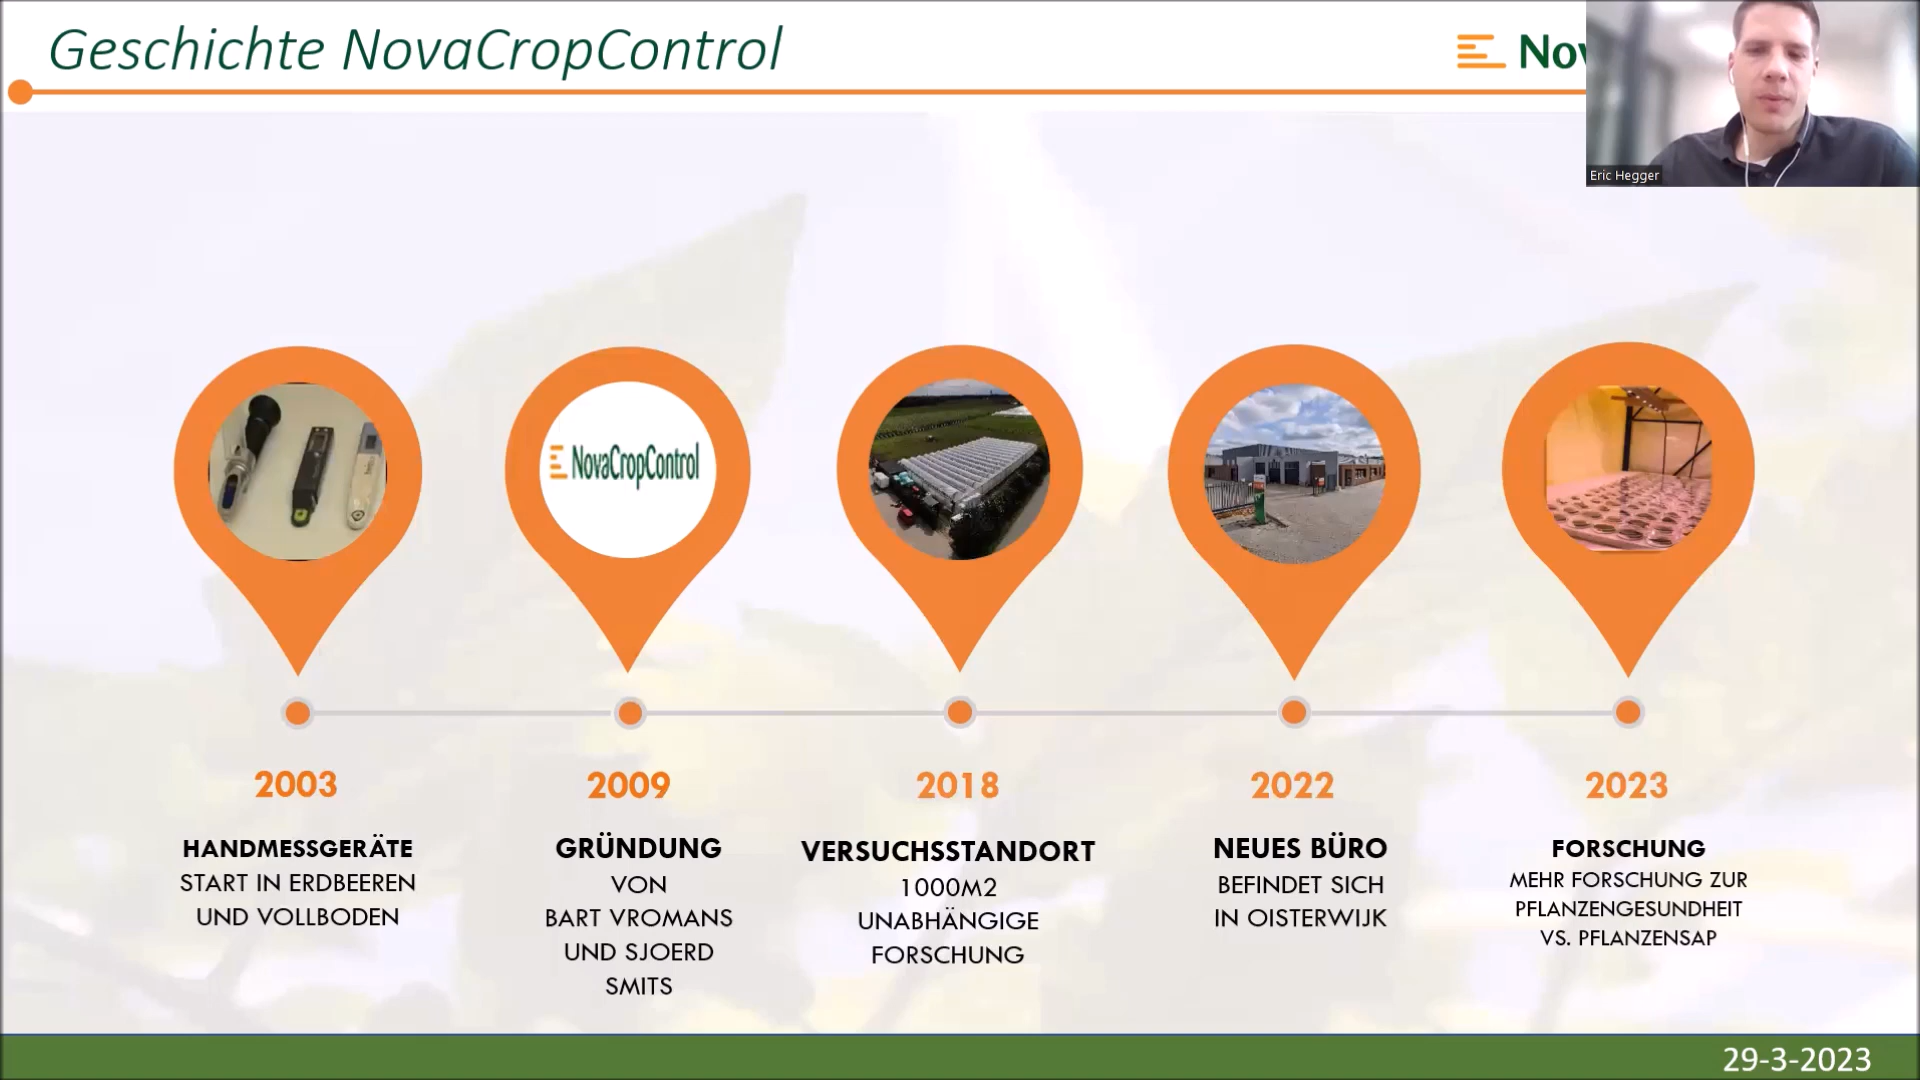 Geschichte NovaCropControl
Nov
Eric Hegger
NovaCropControl
2003
HANDMESSGERÄTE
START IN ERDBEEREN
UND VOLLBODEN
2009
GRÜNDUNG
VON
BART VROMANS
UND SJOERD
SMITS
2018
VERSUCHSSTANDORT
1000M2
UNABHÄNGIGE
FORSCHUNG
2022
NEUES BÜRO
BEFINDET SICH
IN OISTERWIJK
2023
FORSCHUNG
MEHR FORSCHUNG ZUR
PFLANZENGESUNDHEIT
VS. PFLANZENSAP
29-3-2023